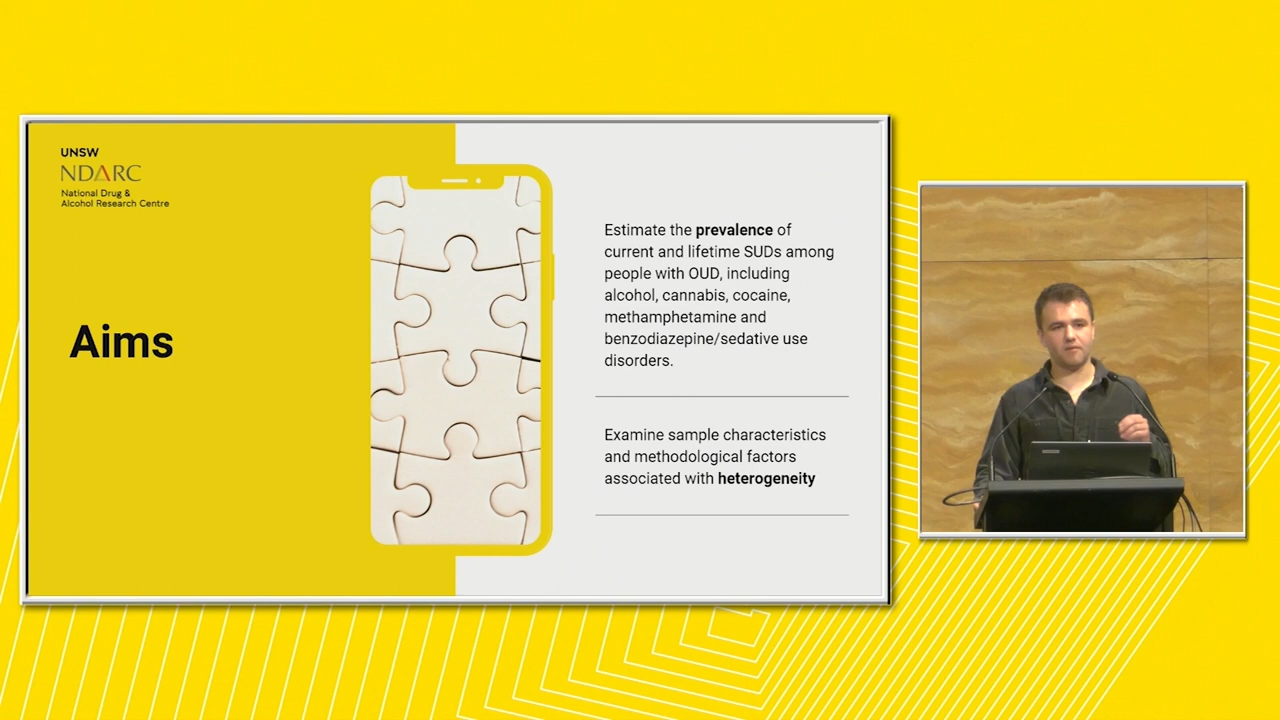 UNSW
NDARC
National Drug &
Alcohol Research Centre
Aims
Estimate the prevalence of
current and lifetime SUDs among
people with OUD, including
alcohol, cannabis, cocaine,
methamphetamine and
benzodiazepine/sedative use
disorders.
Examine sample characteristics
and methodological factors
associated with heterogeneity